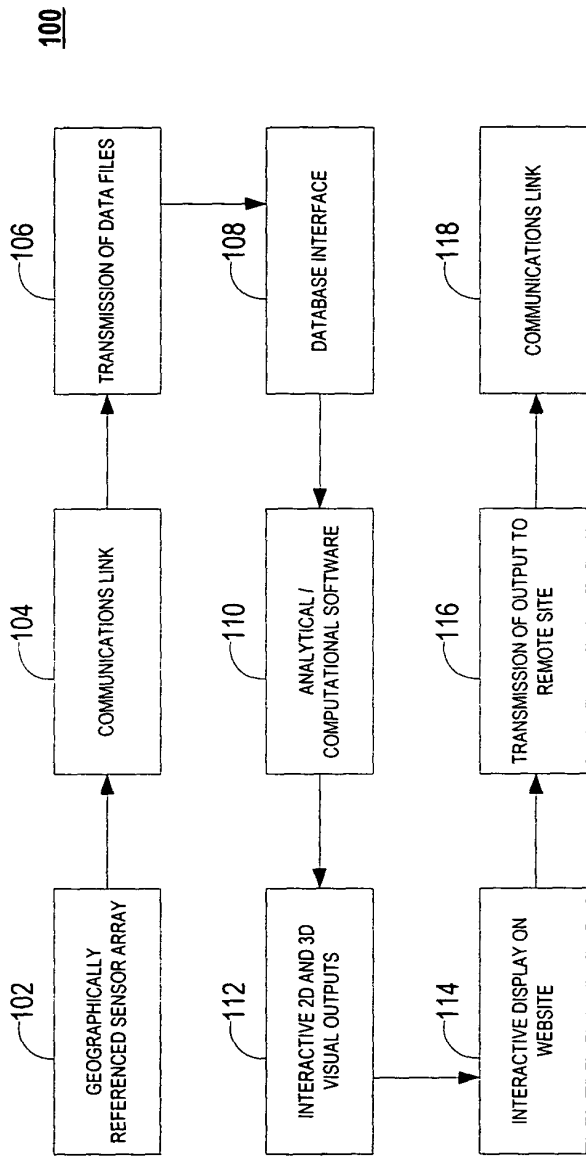 100
102
GEOGRAPHICALLY
REFERENCED SENSOR ARRAY
104
COMMUNICATIONS LINK
106
TRANSMISSION OF DATA FILES
108
DATABASE INTERFACE
110
ANALYTICAL /
COMPUTATIONAL SOFTWARE
112
INTERACTIVE 2D AND 3D
VISUAL OUTPUTS
114
INTERACTIVE DISPLAY ON
WEBSITE
116
TRANSMISSION OF OUTPUT TO
REMOTE SITE
118
COMMUNICATIONS LINK